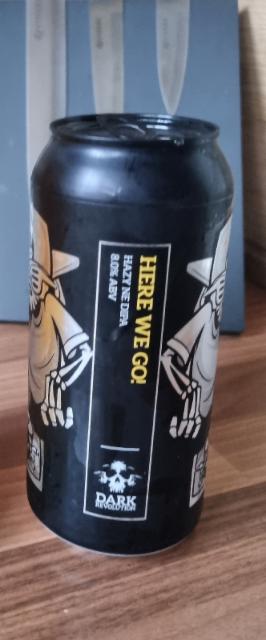 HERE WE GO!
HAZY NE DIPA
8.0% ABV
DARK
REVOLUTION